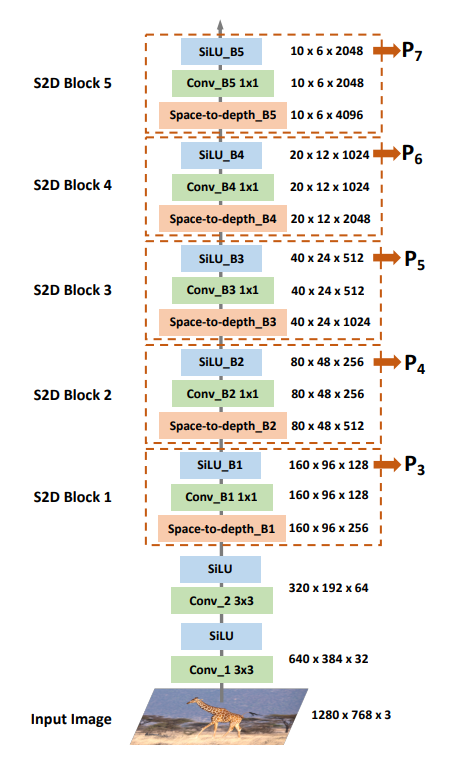 SiLU_B5 10 x 6 x 2048 P7
S2D Block 5 Conv_B5 1x1 10 x 6 x 2048
Space-to-depth_B5 10 x 6 x 4096
SiLU_B4 20 x 12 x 1024 P6
S2D Block 4 Conv_B4 1x1 20 x 12 x 1024
Space-to-depth_B4 20 x 12 x 2048
SiLU_B3 40 x 24 x 512 P5
S2D Block 3 Conv_B3 1x1 40 x 24 x 512
Space-to-depth_B3 40 x 24 x 1024
SiLU_B2 80 x 48 x 256 P4
S2D Block 2 Conv_B2 1x1 80 x 48 x 256
Space-to-depth_B2 80 x 48 x 512
SiLU_B1 160 x 96 x 128 P3
S2D Block 1 Conv_B1 1x1 160 x 96 x 128
Space-to-depth_B1 160 x 96 x 256
SiLU
320 x 192 x 64
Conv_2 3x3
SiLU
640 x 384 x 32
Conv_1 3x3
Input Image 1280 x 768 x 3